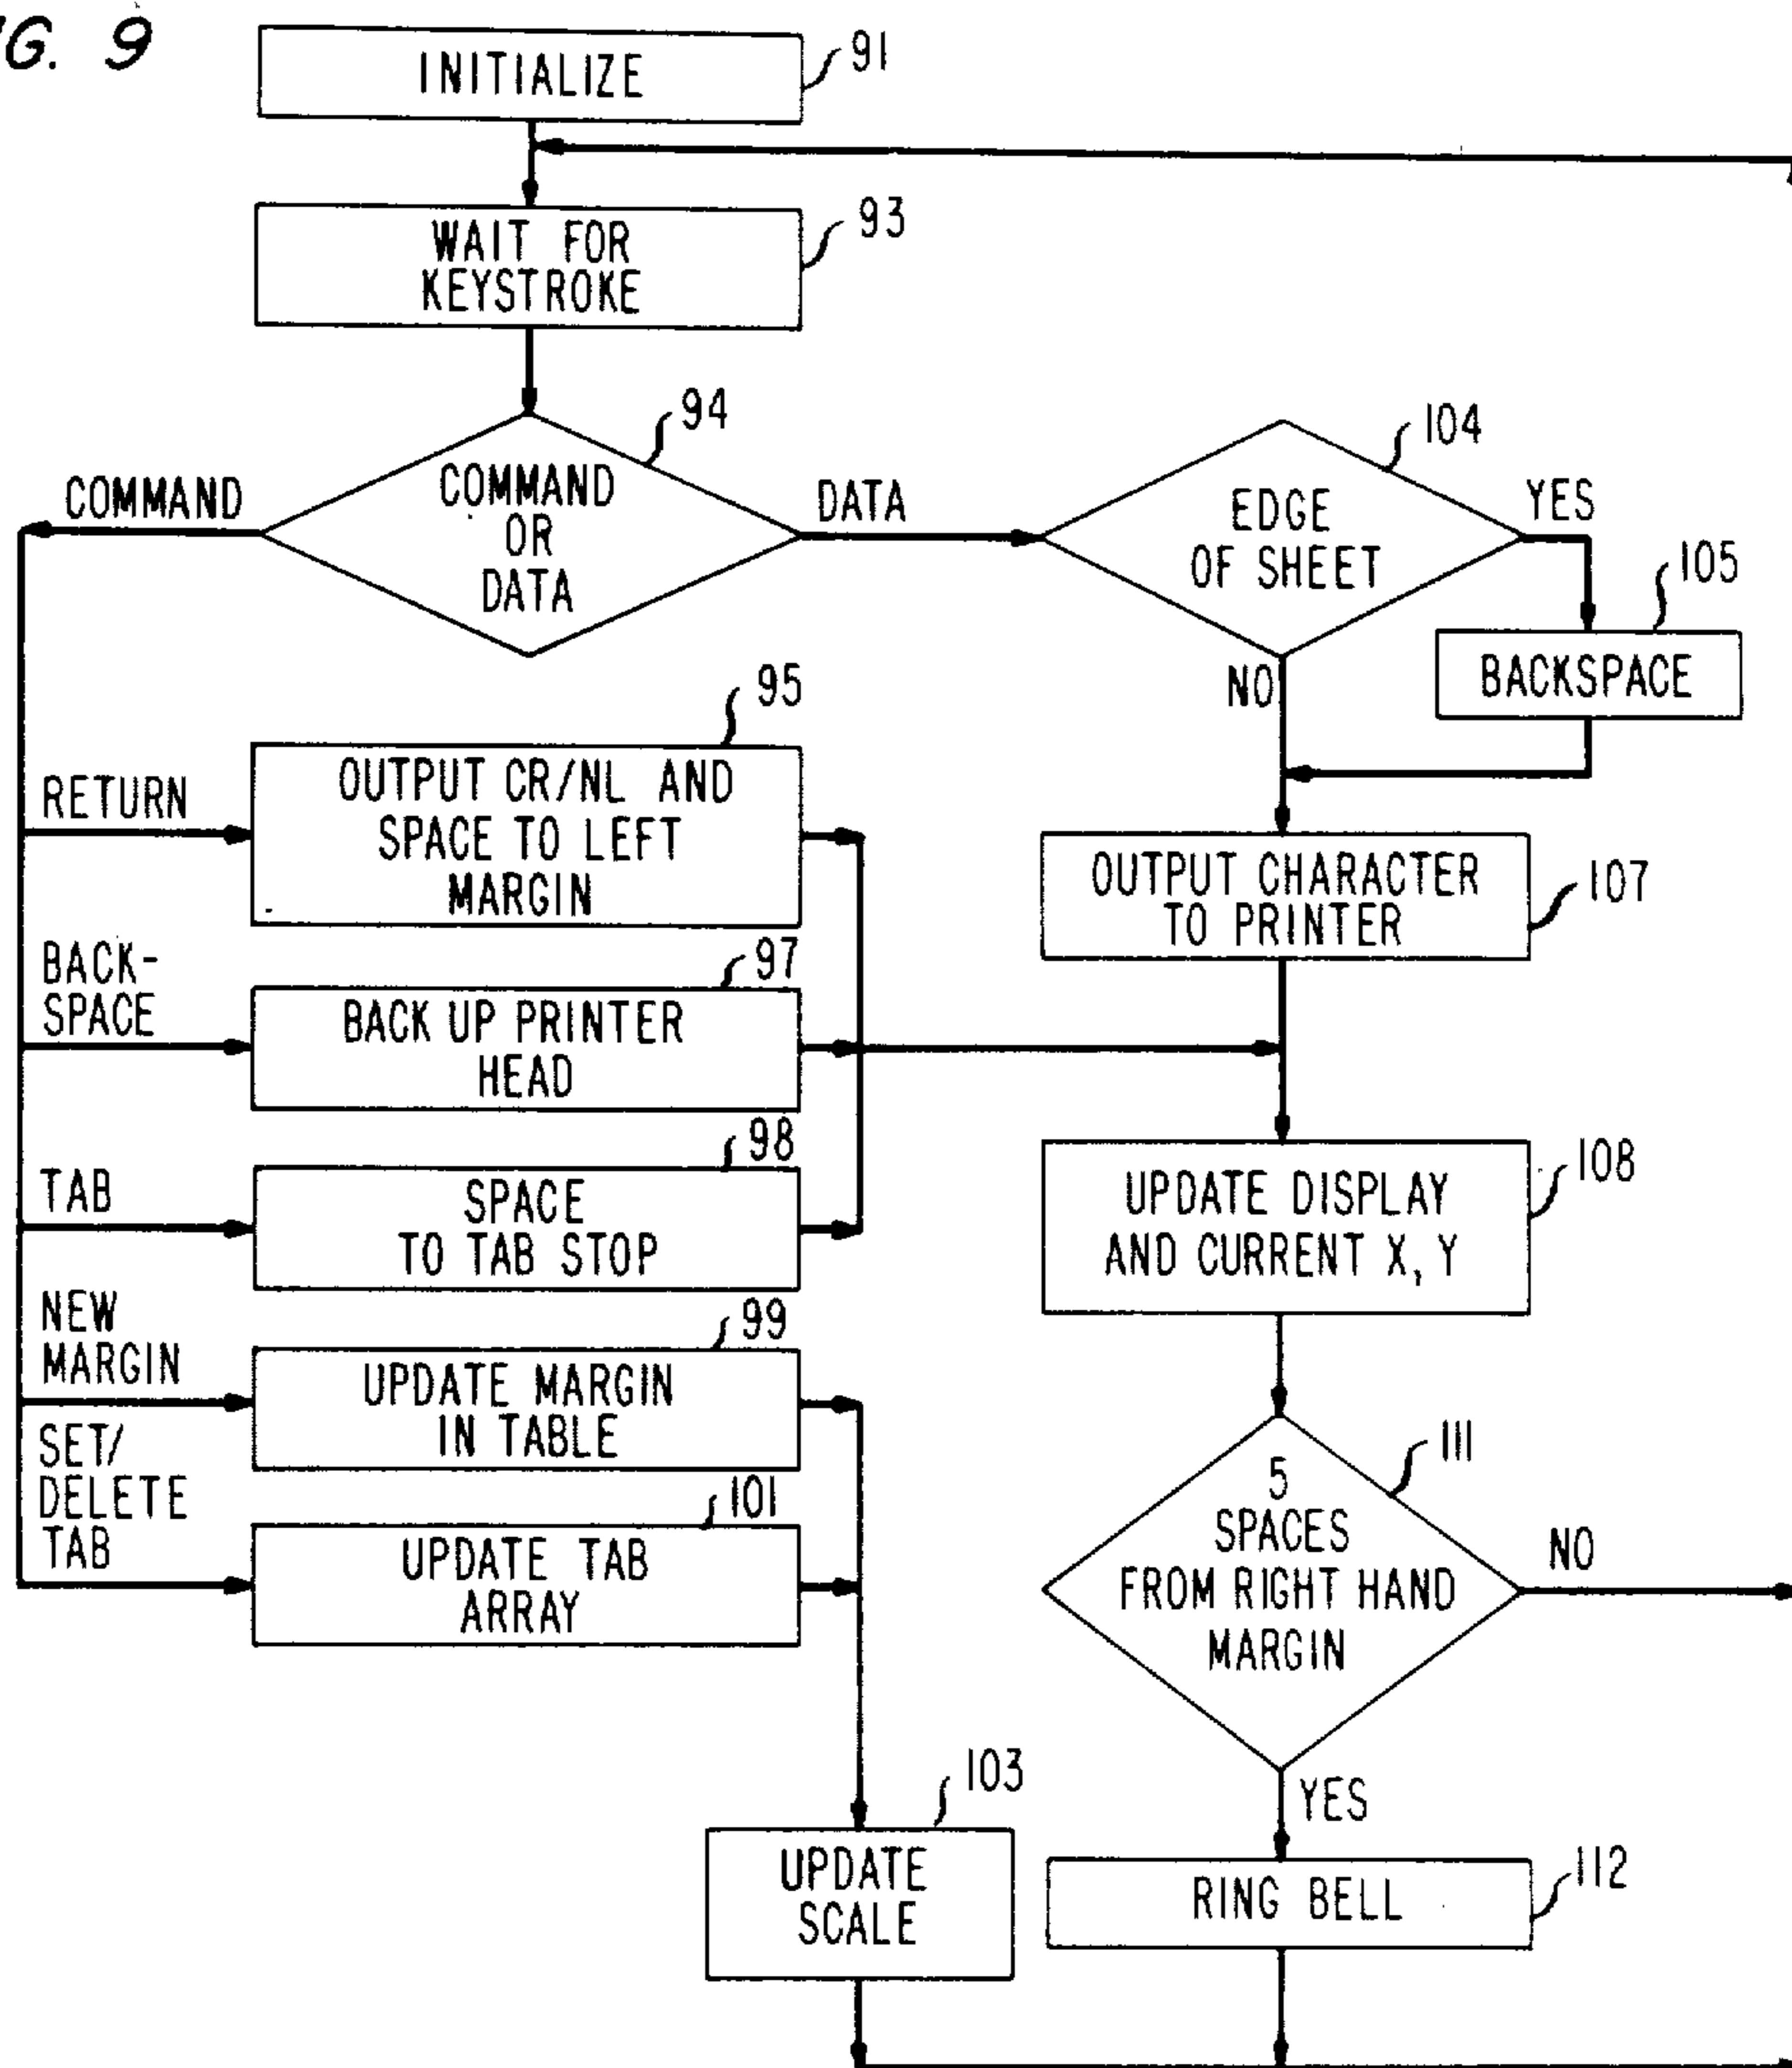 G. 9
INITIALIZE
91
WAIT FOR
KEYSTROKE
93
94
COMMAND
OR
DATA
COMMAND
DATA
104
EDGE
OF SHEET
YES
NO
105
BACKSPACE
RETURN
95
OUTPUT CR/NL AND
SPACE TO LEFT
MARGIN
OUTPUT CHARACTER
TO PRINTER
107
BACK-
SPACE
97
BACK UP PRINTER
HEAD
TAB
98
SPACE
TO TAB STOP
UPDATE DISPLAY
AND CURRENT X, Y
108
NEW
MARGIN
99
UPDATE MARGIN
IN TABLE
SET/
DELETE
TAB
101
UPDATE TAB
ARRAY
111
5
SPACES
FROM RIGHT HAND
MARGIN
NO
YES
103
UPDATE
SCALE
RING BELL
112